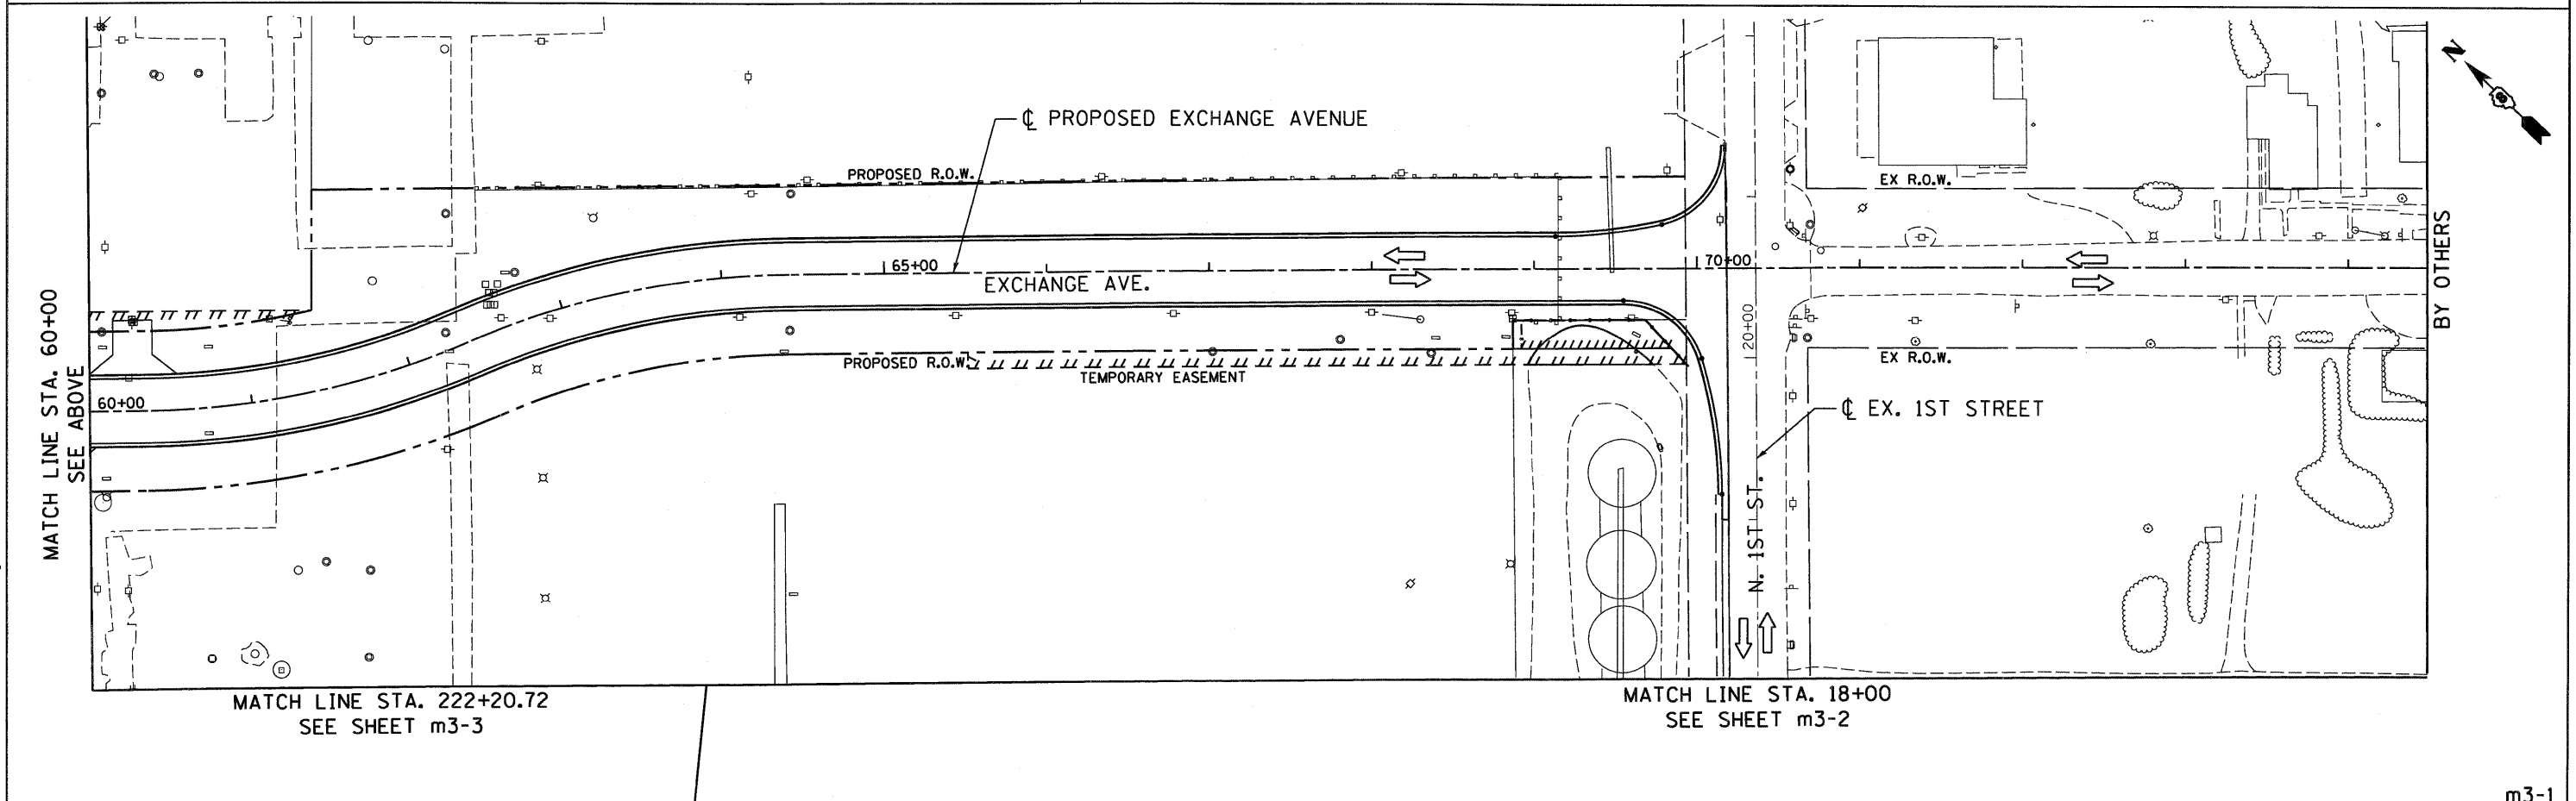 N
℄ PROPOSED EXCHANGE AVENUE
PROPOSED R.O.W.
EX R.O.W.
65+00
70+00
EXCHANGE AVE.
BY OTHERS
MATCH LINE STA. 60+00
SEE ABOVE
20+00
60+00
PROPOSED R.O.W.
TEMPORARY EASEMENT
EX R.O.W.
℄ EX. 1ST STREET
N. 1ST ST.
MATCH LINE STA. 222+20.72
SEE SHEET m3-3
MATCH LINE STA. 18+00
SEE SHEET m3-2
m3-1